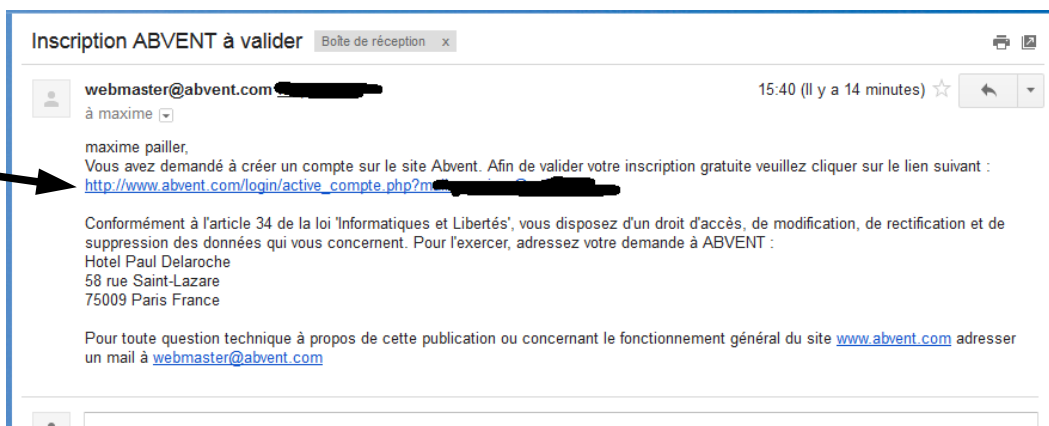 Inscription ABVENT à valider Boîte de réception x
webmaster@abvent.com 15:40 (Il y a 14 minutes)
à maxime
maxime pailler,
Vous avez demandé à créer un compte sur le site Abvent. Afin de valider votre inscription gratuite veuillez cliquer sur le lien suivant :
http://www.abvent.com/login/active_compte.php?m
Conformément à l'article 34 de la loi 'Informatiques et Libertés', vous disposez d'un droit d'accès, de modification, de rectification et de
suppression des données qui vous concernent. Pour l'exercer, adressez votre demande à ABVENT :
Hotel Paul Delaroche
58 rue Saint-Lazare
75009 Paris France
Pour toute question technique à propos de cette publication ou concernant le fonctionnement général du site www.abvent.com adresser
un mail à webmaster@abvent.com